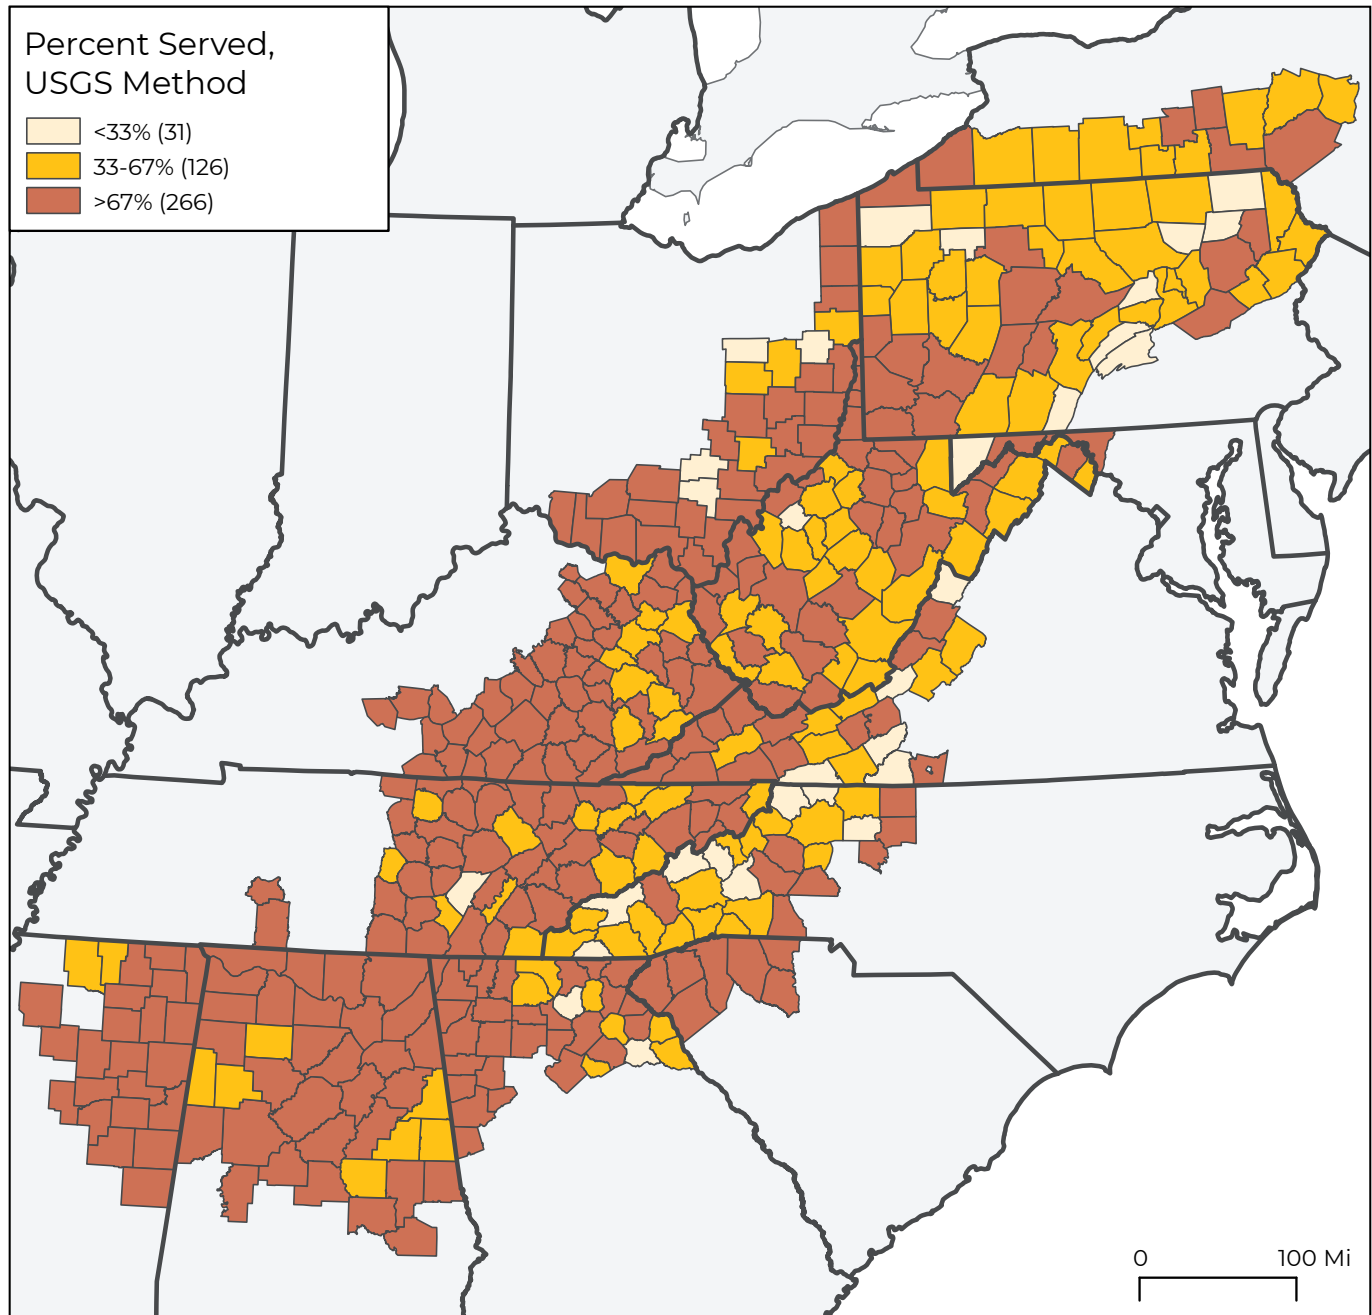 Percent Served,
USGS Method
<33% (31)
33-67% (126)
>67% (266)
0 100 Mi